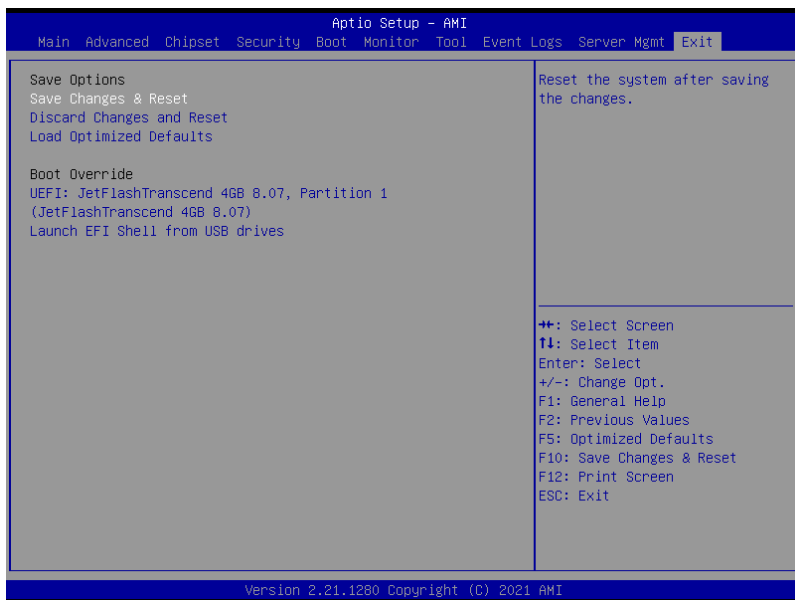 Aptio Setup – AMI
Main Advanced Chipset Security Boot Monitor Tool Event Logs Server Mgmt Exit
Save Options
Save Changes & Reset
Discard Changes and Reset
Load Optimized Defaults
Boot Override
UEFI: JetFlashTranscend 4GB 8.07, Partition 1
(JetFlashTranscend 4GB 8.07)
Launch EFI Shell from USB drives
Reset the system after saving
the changes.
→←: Select Screen
↑↓: Select Item
Enter: Select
+/-: Change Opt.
F1: General Help
F2: Previous Values
F5: Optimized Defaults
F10: Save Changes & Reset
F12: Print Screen
ESC: Exit
Version 2.21.1280 Copyright (C) 2021 AMI